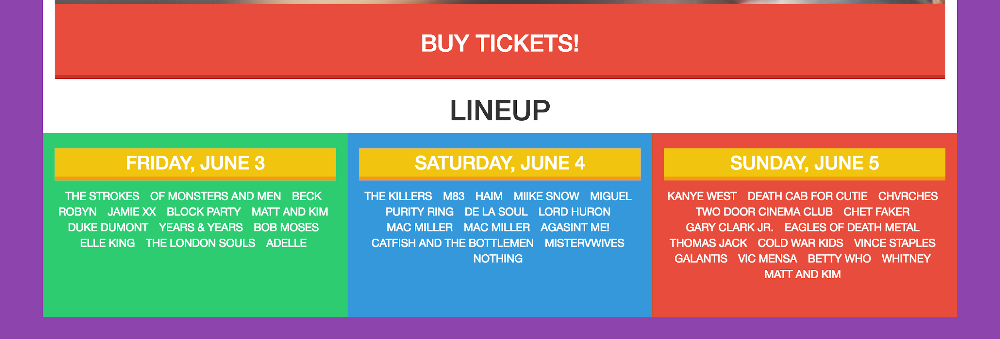 BUY TICKETS!
LINEUP
FRIDAY, JUNE 3
THE STROKES OF MONSTERS AND MEN BECK
ROBYN JAMIE XX BLOCK PARTY MATT AND KIM
DUKE DUMONT YEARS & YEARS BOB MOSES
ELLE KING THE LONDON SOULS ADELLE
SATURDAY, JUNE 4
THE KILLERS M83 HAIM MIIKE SNOW MIGUEL
PURITY RING DE LA SOUL LORD HURON
MAC MILLER MAC MILLER AGASINT ME!
CATFISH AND THE BOTTLEMEN MISTERVWIVES
NOTHING
SUNDAY, JUNE 5
KANYE WEST DEATH CAB FOR CUTIE CHVRCHES
TWO DOOR CINEMA CLUB CHET FAKER
GARY CLARK JR. EAGLES OF DEATH METAL
THOMAS JACK COLD WAR KIDS VINCE STAPLES
GALANTIS VIC MENSA BETTY WHO WHITNEY
MATT AND KIM